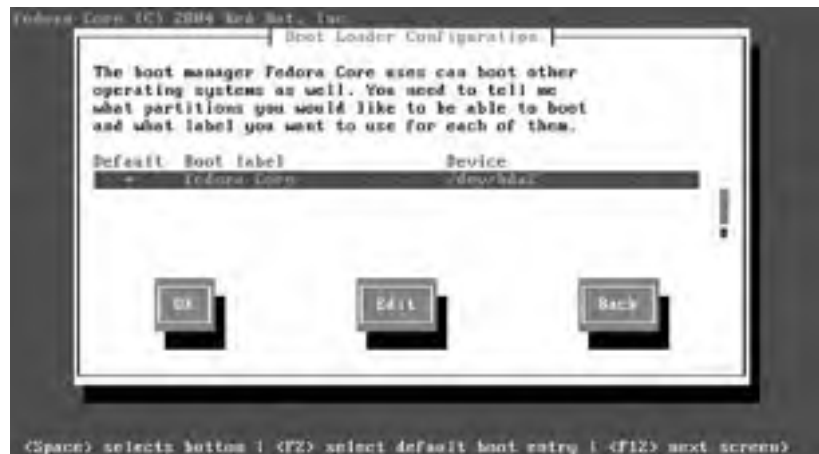 Fedora Core (C) 2004 Red Hat, Inc
Boot Loader Configuration
The boot manager Fedora Core uses can boot other
operating systems as well. You need to tell me
what partitions you would like to be able to boot
and what label you want to use for each of them.
Default Boot label Device
* Fedora Core /dev/hda2
OK Edit Back
<Space> selects button | <F2> select default boot entry | <F12> next screen>